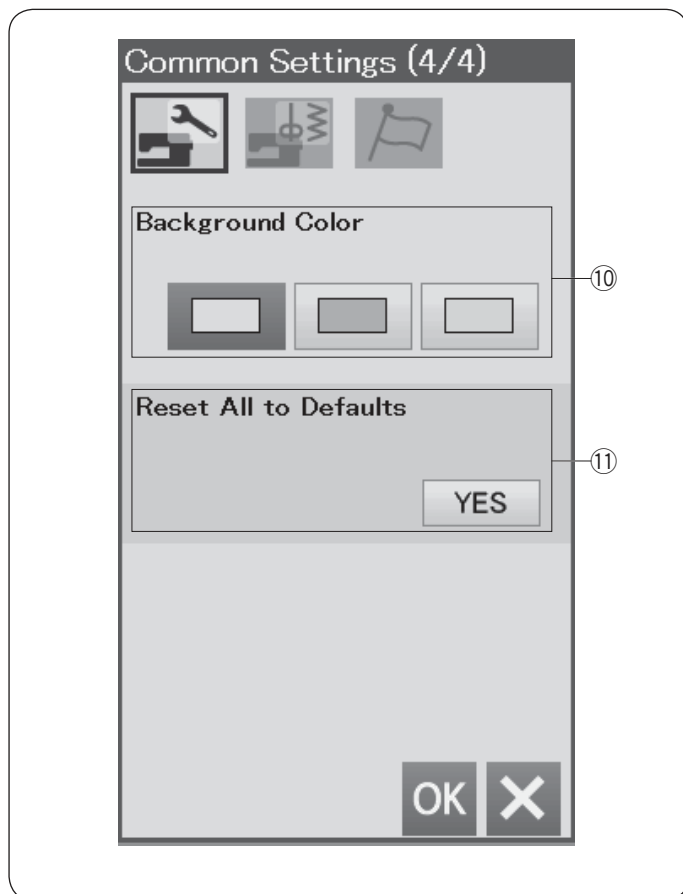 Common Settings (4/4)
Background Color
⑩
Reset All to Defaults
⑪
YES
OK